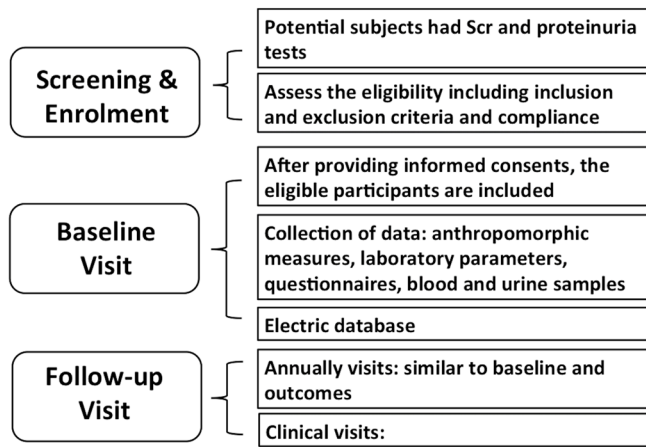 Screening &
Enrolment
Potential subjects had Scr and proteinuria
tests
Assess the eligibility including inclusion
and exclusion criteria and compliance
Baseline
Visit
After providing informed consents, the
eligible participants are included
Collection of data: anthropomorphic
measures, laboratory parameters,
questionnaires, blood and urine samples
Electric database
Follow-up
Visit
Annually visits: similar to baseline and
outcomes
Clinical visits: